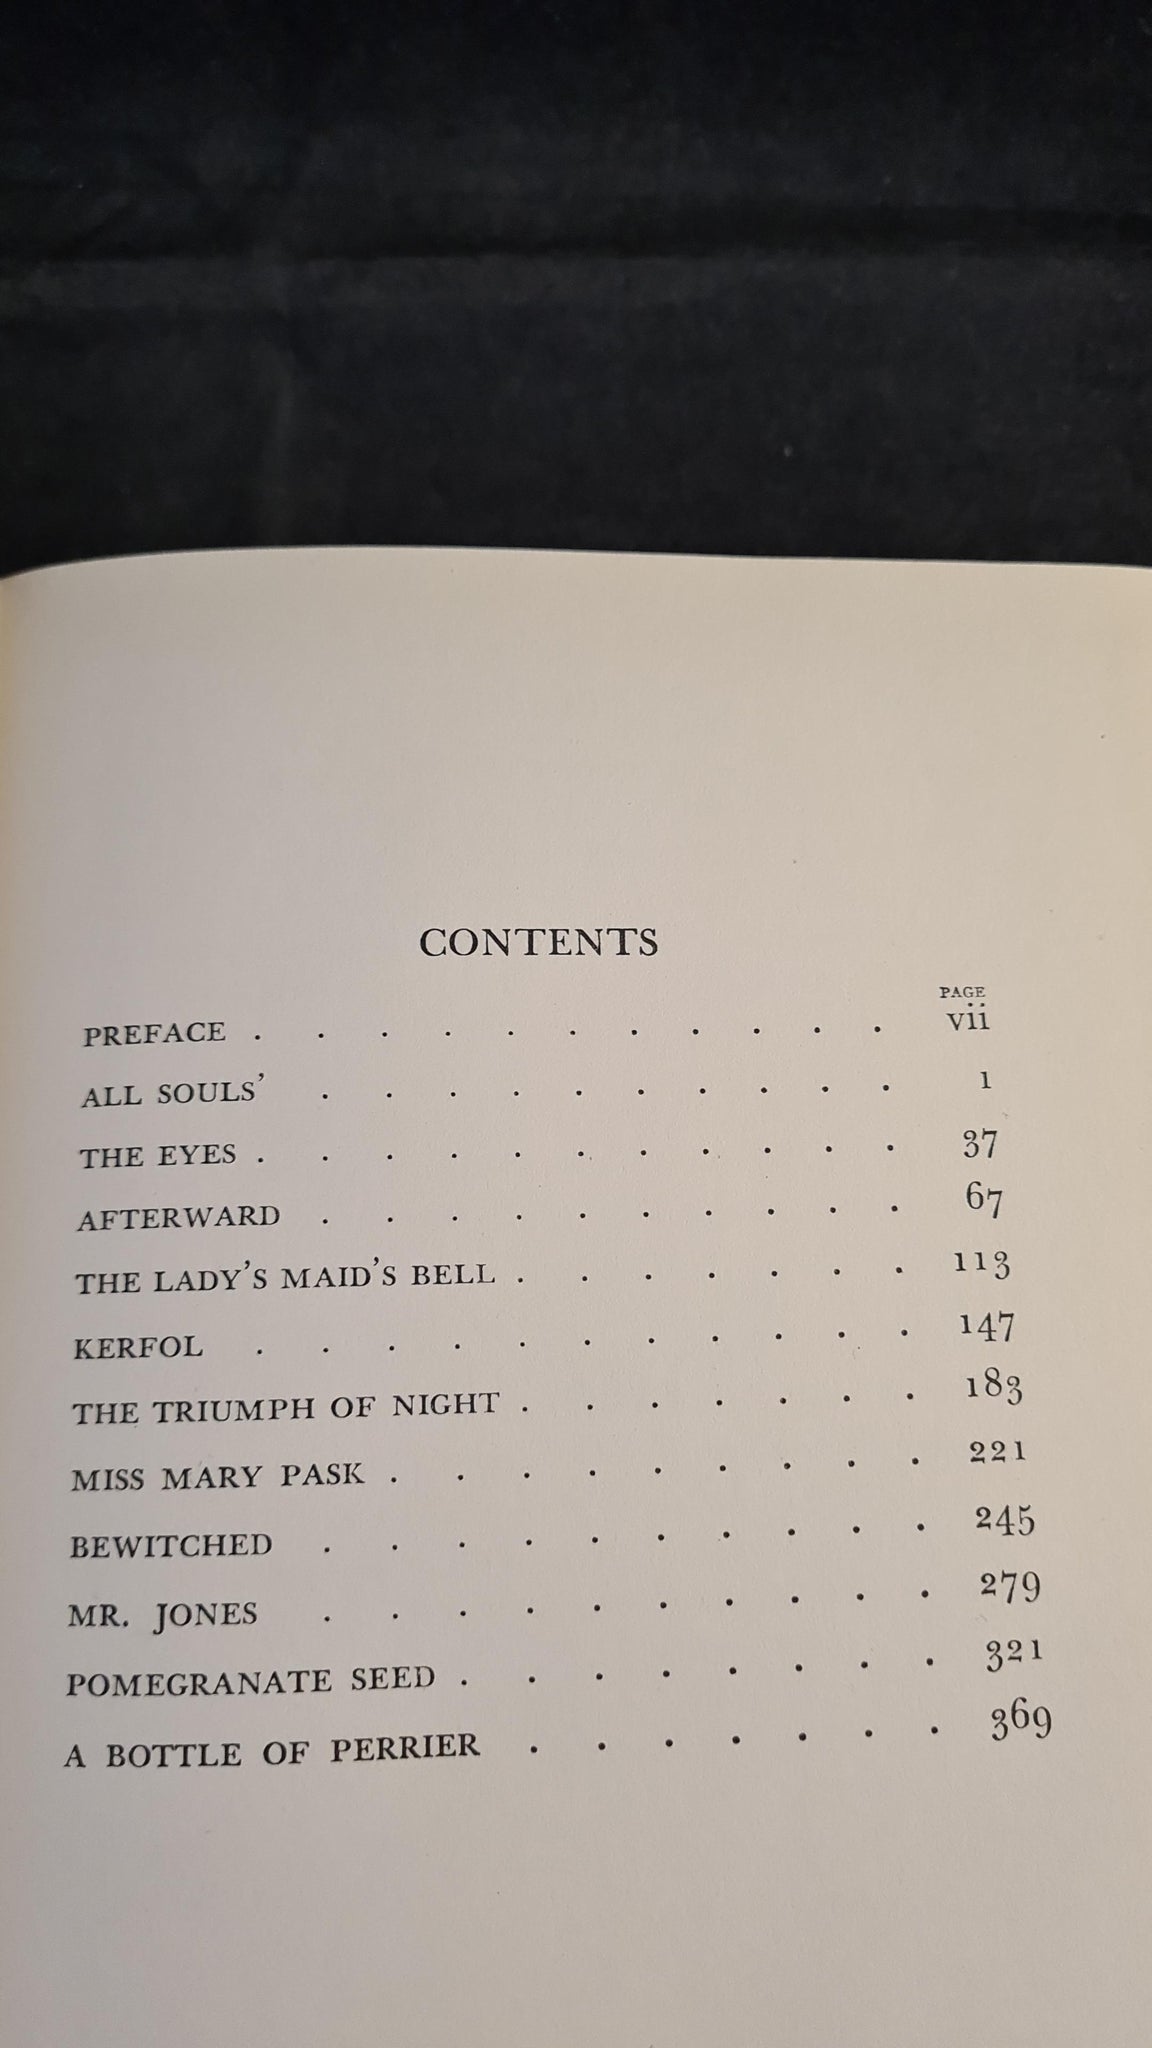 CONTENTS
PAGE
PREFACE . . . . . . . . . . . vii
ALL SOULS' . . . . . . . . . . 1
THE EYES . . . . . . . . . . . 37
AFTERWARD . . . . . . . . . . 67
THE LADY'S MAID'S BELL . . . . . . . 113
KERFOL . . . . . . . . . . . 147
THE TRIUMPH OF NIGHT . . . . . . . 183
MISS MARY PASK . . . . . . . . . 221
BEWITCHED . . . . . . . . . . 245
MR. JONES . . . . . . . . . . 279
POMEGRANATE SEED . . . . . . . . 321
A BOTTLE OF PERRIER . . . . . . . 369